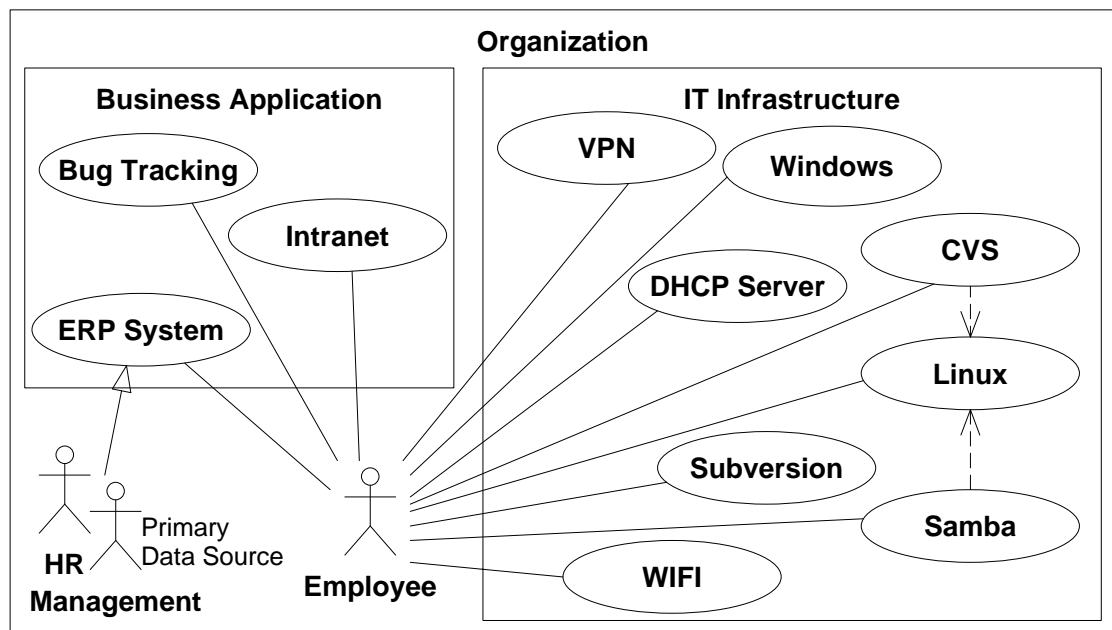 Organization
Business Application
Bug Tracking
Intranet
ERP System
HR
Management
Primary
Data Source
Employee
IT Infrastructure
VPN
Windows
CVS
DHCP Server
Linux
Subversion
Samba
WIFI